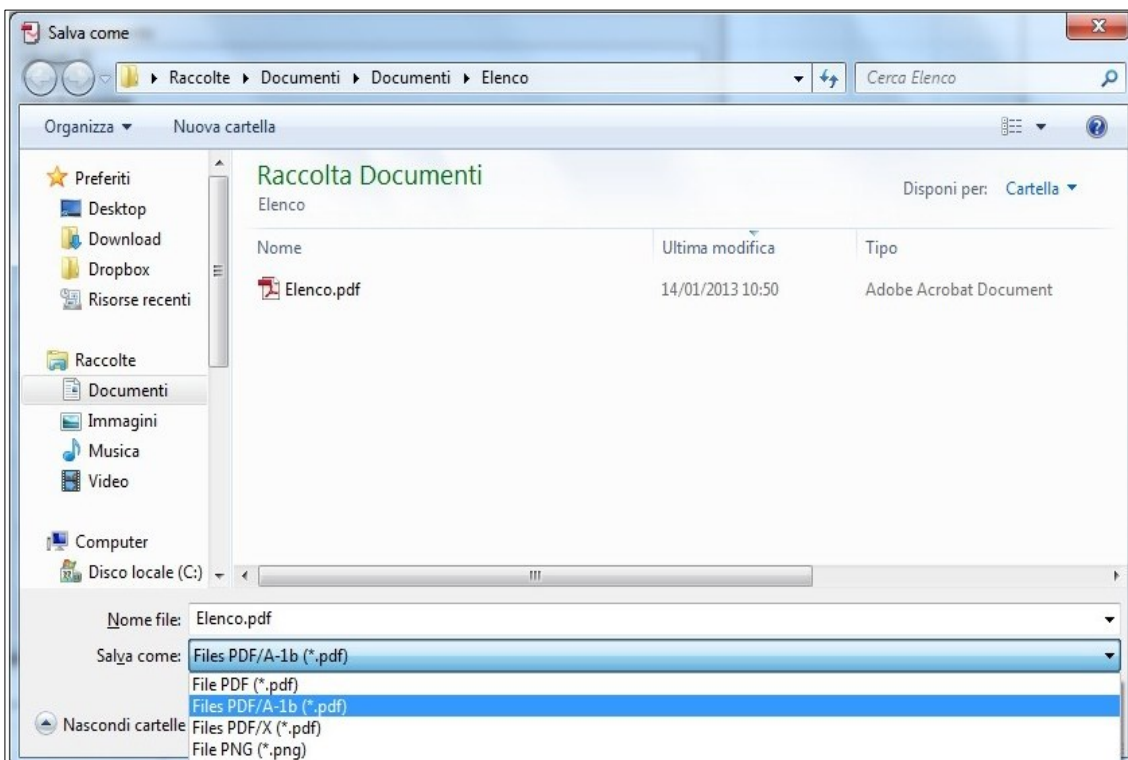 Salva come
Raccolte ▸ Documenti ▸ Documenti ▸ Elenco
Cerca Elenco
Organizza
Nuova cartella
Preferiti
Desktop
Download
Dropbox
Risorse recenti
Raccolte
Documenti
Immagini
Musica
Video
Computer
Disco locale (C:)
Raccolta Documenti
Elenco
Disponi per: Cartella
Nome Ultima modifica Tipo
Elenco.pdf 14/01/2013 10:50 Adobe Acrobat Document
Nome file: Elenco.pdf
Salva come: Files PDF/A-1b (*.pdf)
File PDF (*.pdf)
Files PDF/A-1b (*.pdf)
Files PDF/X (*.pdf)
File PNG (*.png)
Nascondi cartelle